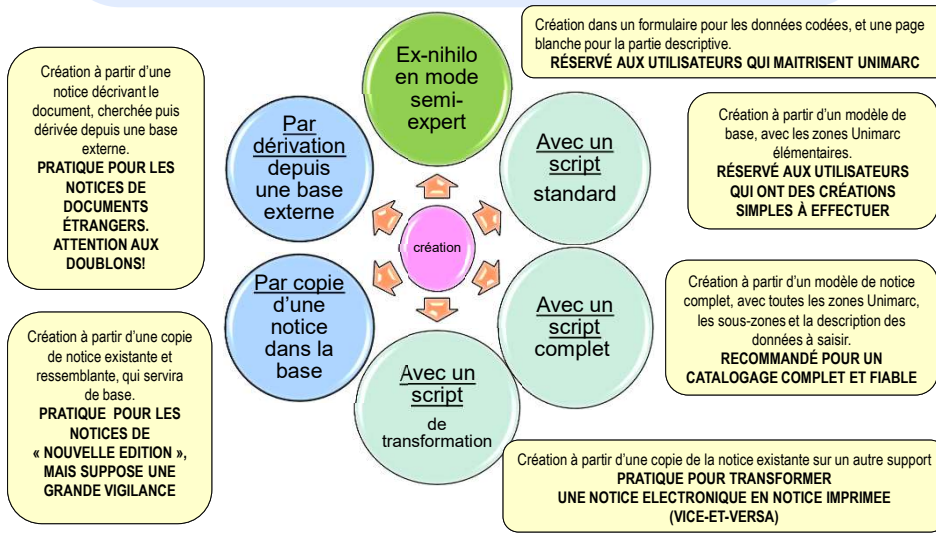 Création dans un formulaire pour les données codées, et une page
blanche pour la partie descriptive.
RÉSERVÉ AUX UTILISATEURS QUI MAITRISENT UNIMARC
Ex-nihilo
en mode
semi-
expert
Création à partir d'une
notice décrivant le
document, cherchée puis
dérivée depuis une base
externe.
PRATIQUE POUR LES
NOTICES DE
DOCUMENTS
ÉTRANGERS.
ATTENTION AUX
DOUBLONS!
Par
dérivation
depuis
une base
externe
Avec un
script
standard
Création à partir d'un modèle de
base, avec les zones Unimarc
élémentaires.
RÉSERVÉ AUX UTILISATEURS
QUI ONT DES CRÉATIONS
SIMPLES À EFFECTUER
création
Par copie
d'une
notice
dans la
base
Avec un
script
complet
Création à partir d'un modèle de notice
complet, avec toutes les zones Unimarc,
les sous-zones et la description des
données à saisir.
RECOMMANDÉ POUR UN
CATALOGAGE COMPLET ET FIABLE
Création à partir d'une copie
de notice existante et
ressemblante, qui servira
de base.
PRATIQUE POUR LES
NOTICES DE
« NOUVELLE EDITION »,
MAIS SUPPOSE UNE
GRANDE VIGILANCE
Avec un
script
de
transformation
Création à partir d'une copie de la notice existante sur un autre support
PRATIQUE POUR TRANSFORMER
UNE NOTICE ELECTRONIQUE EN NOTICE IMPRIMEE
(VICE-ET-VERSA)